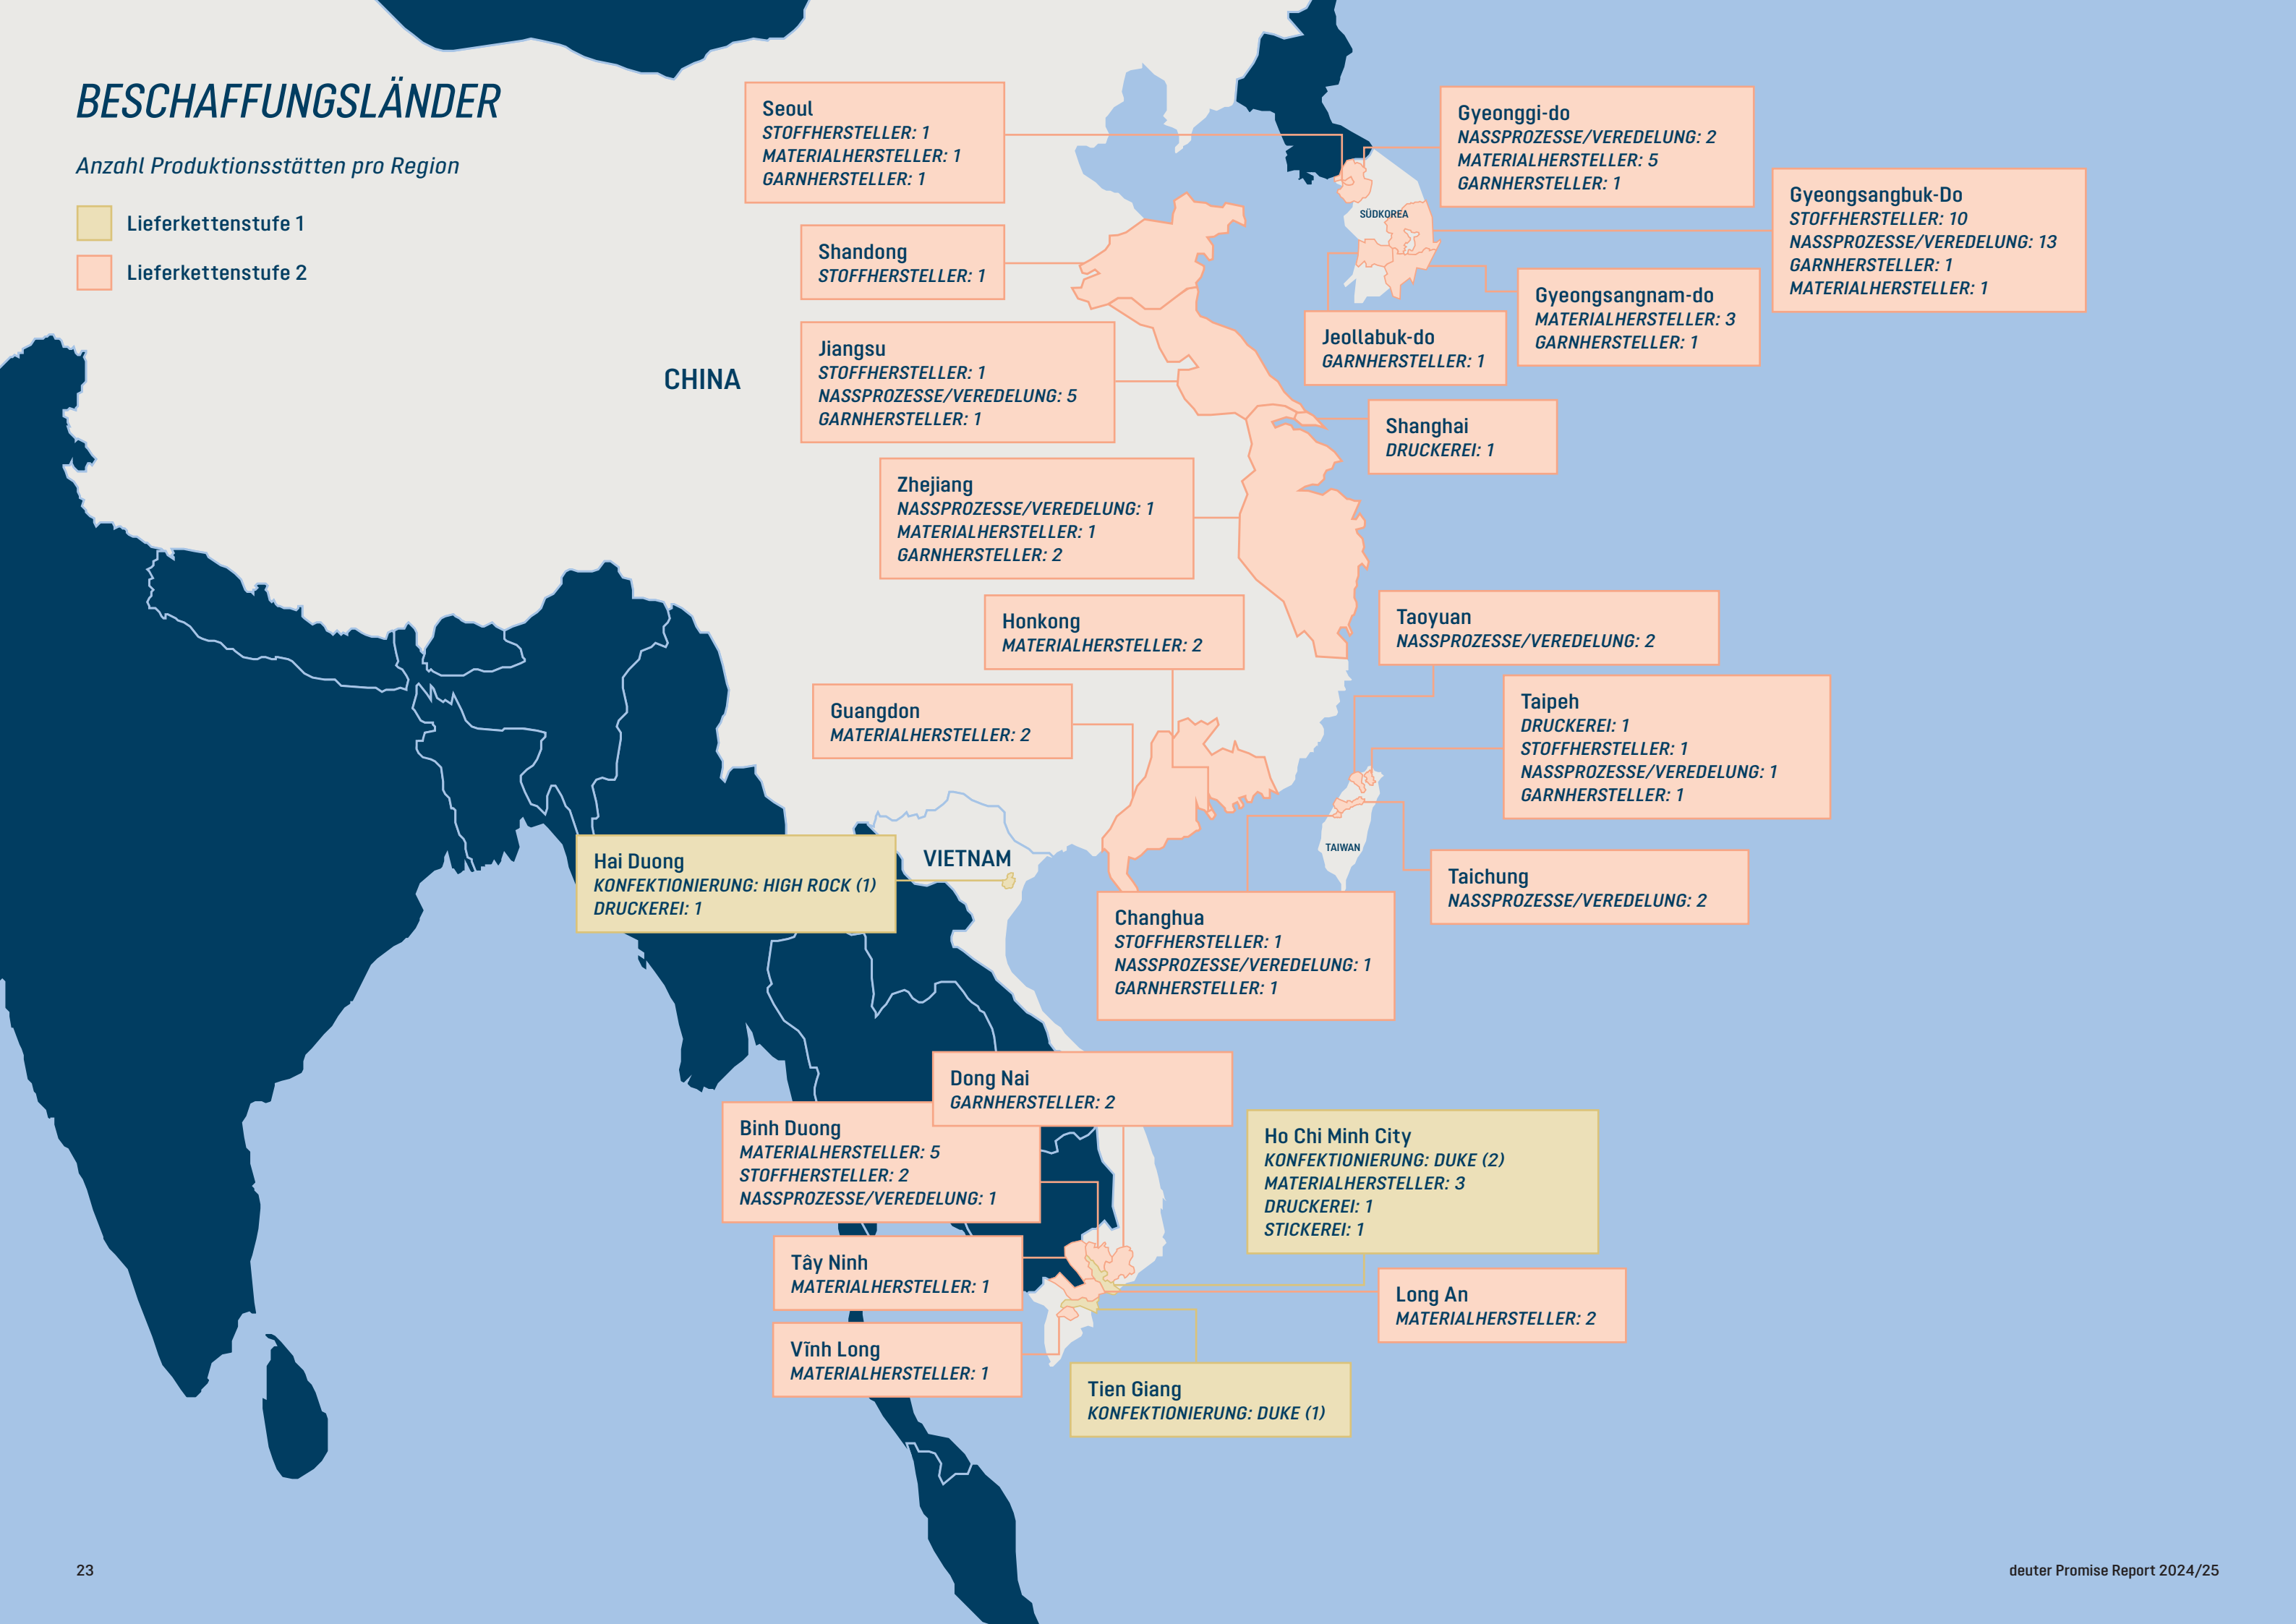 BESCHAFFUNGSLÄNDER
Anzahl Produktionsstätten pro Region
Lieferkettenstufe 1
Lieferkettenstufe 2
Seoul
STOFFHERSTELLER: 1
MATERIALHERSTELLER: 1
GARNHERSTELLER: 1
Gyeonggi-do
NASSPROZESSE/VEREDELUNG: 2
MATERIALHERSTELLER: 5
GARNHERSTELLER: 1
Gyeongsangbuk-Do
STOFFHERSTELLER: 10
NASSPROZESSE/VEREDELUNG: 13
GARNHERSTELLER: 1
MATERIALHERSTELLER: 1
SÜDKOREA
Shandong
STOFFHERSTELLER: 1
Gyeongsangnam-do
MATERIALHERSTELLER: 3
GARNHERSTELLER: 1
Jeollabuk-do
GARNHERSTELLER: 1
Jiangsu
STOFFHERSTELLER: 1
NASSPROZESSE/VEREDELUNG: 5
GARNHERSTELLER: 1
CHINA
Shanghai
DRUCKEREI: 1
Zhejiang
NASSPROZESSE/VEREDELUNG: 1
MATERIALHERSTELLER: 1
GARNHERSTELLER: 2
Honkong
MATERIALHERSTELLER: 2
Taoyuan
NASSPROZESSE/VEREDELUNG: 2
Guangdon
MATERIALHERSTELLER: 2
Taipeh
DRUCKEREI: 1
STOFFHERSTELLER: 1
NASSPROZESSE/VEREDELUNG: 1
GARNHERSTELLER: 1
TAIWAN
VIETNAM
Hai Duong
KONFEKTIONIERUNG: HIGH ROCK (1)
DRUCKEREI: 1
Taichung
NASSPROZESSE/VEREDELUNG: 2
Changhua
STOFFHERSTELLER: 1
NASSPROZESSE/VEREDELUNG: 1
GARNHERSTELLER: 1
Dong Nai
GARNHERSTELLER: 2
Binh Duong
MATERIALHERSTELLER: 5
STOFFHERSTELLER: 2
NASSPROZESSE/VEREDELUNG: 1
Ho Chi Minh City
KONFEKTIONIERUNG: DUKE (2)
MATERIALHERSTELLER: 3
DRUCKEREI: 1
STICKEREI: 1
Tây Ninh
MATERIALHERSTELLER: 1
Long An
MATERIALHERSTELLER: 2
Vĩnh Long
MATERIALHERSTELLER: 1
Tien Giang
KONFEKTIONIERUNG: DUKE (1)
23
deuter Promise Report 2024/25